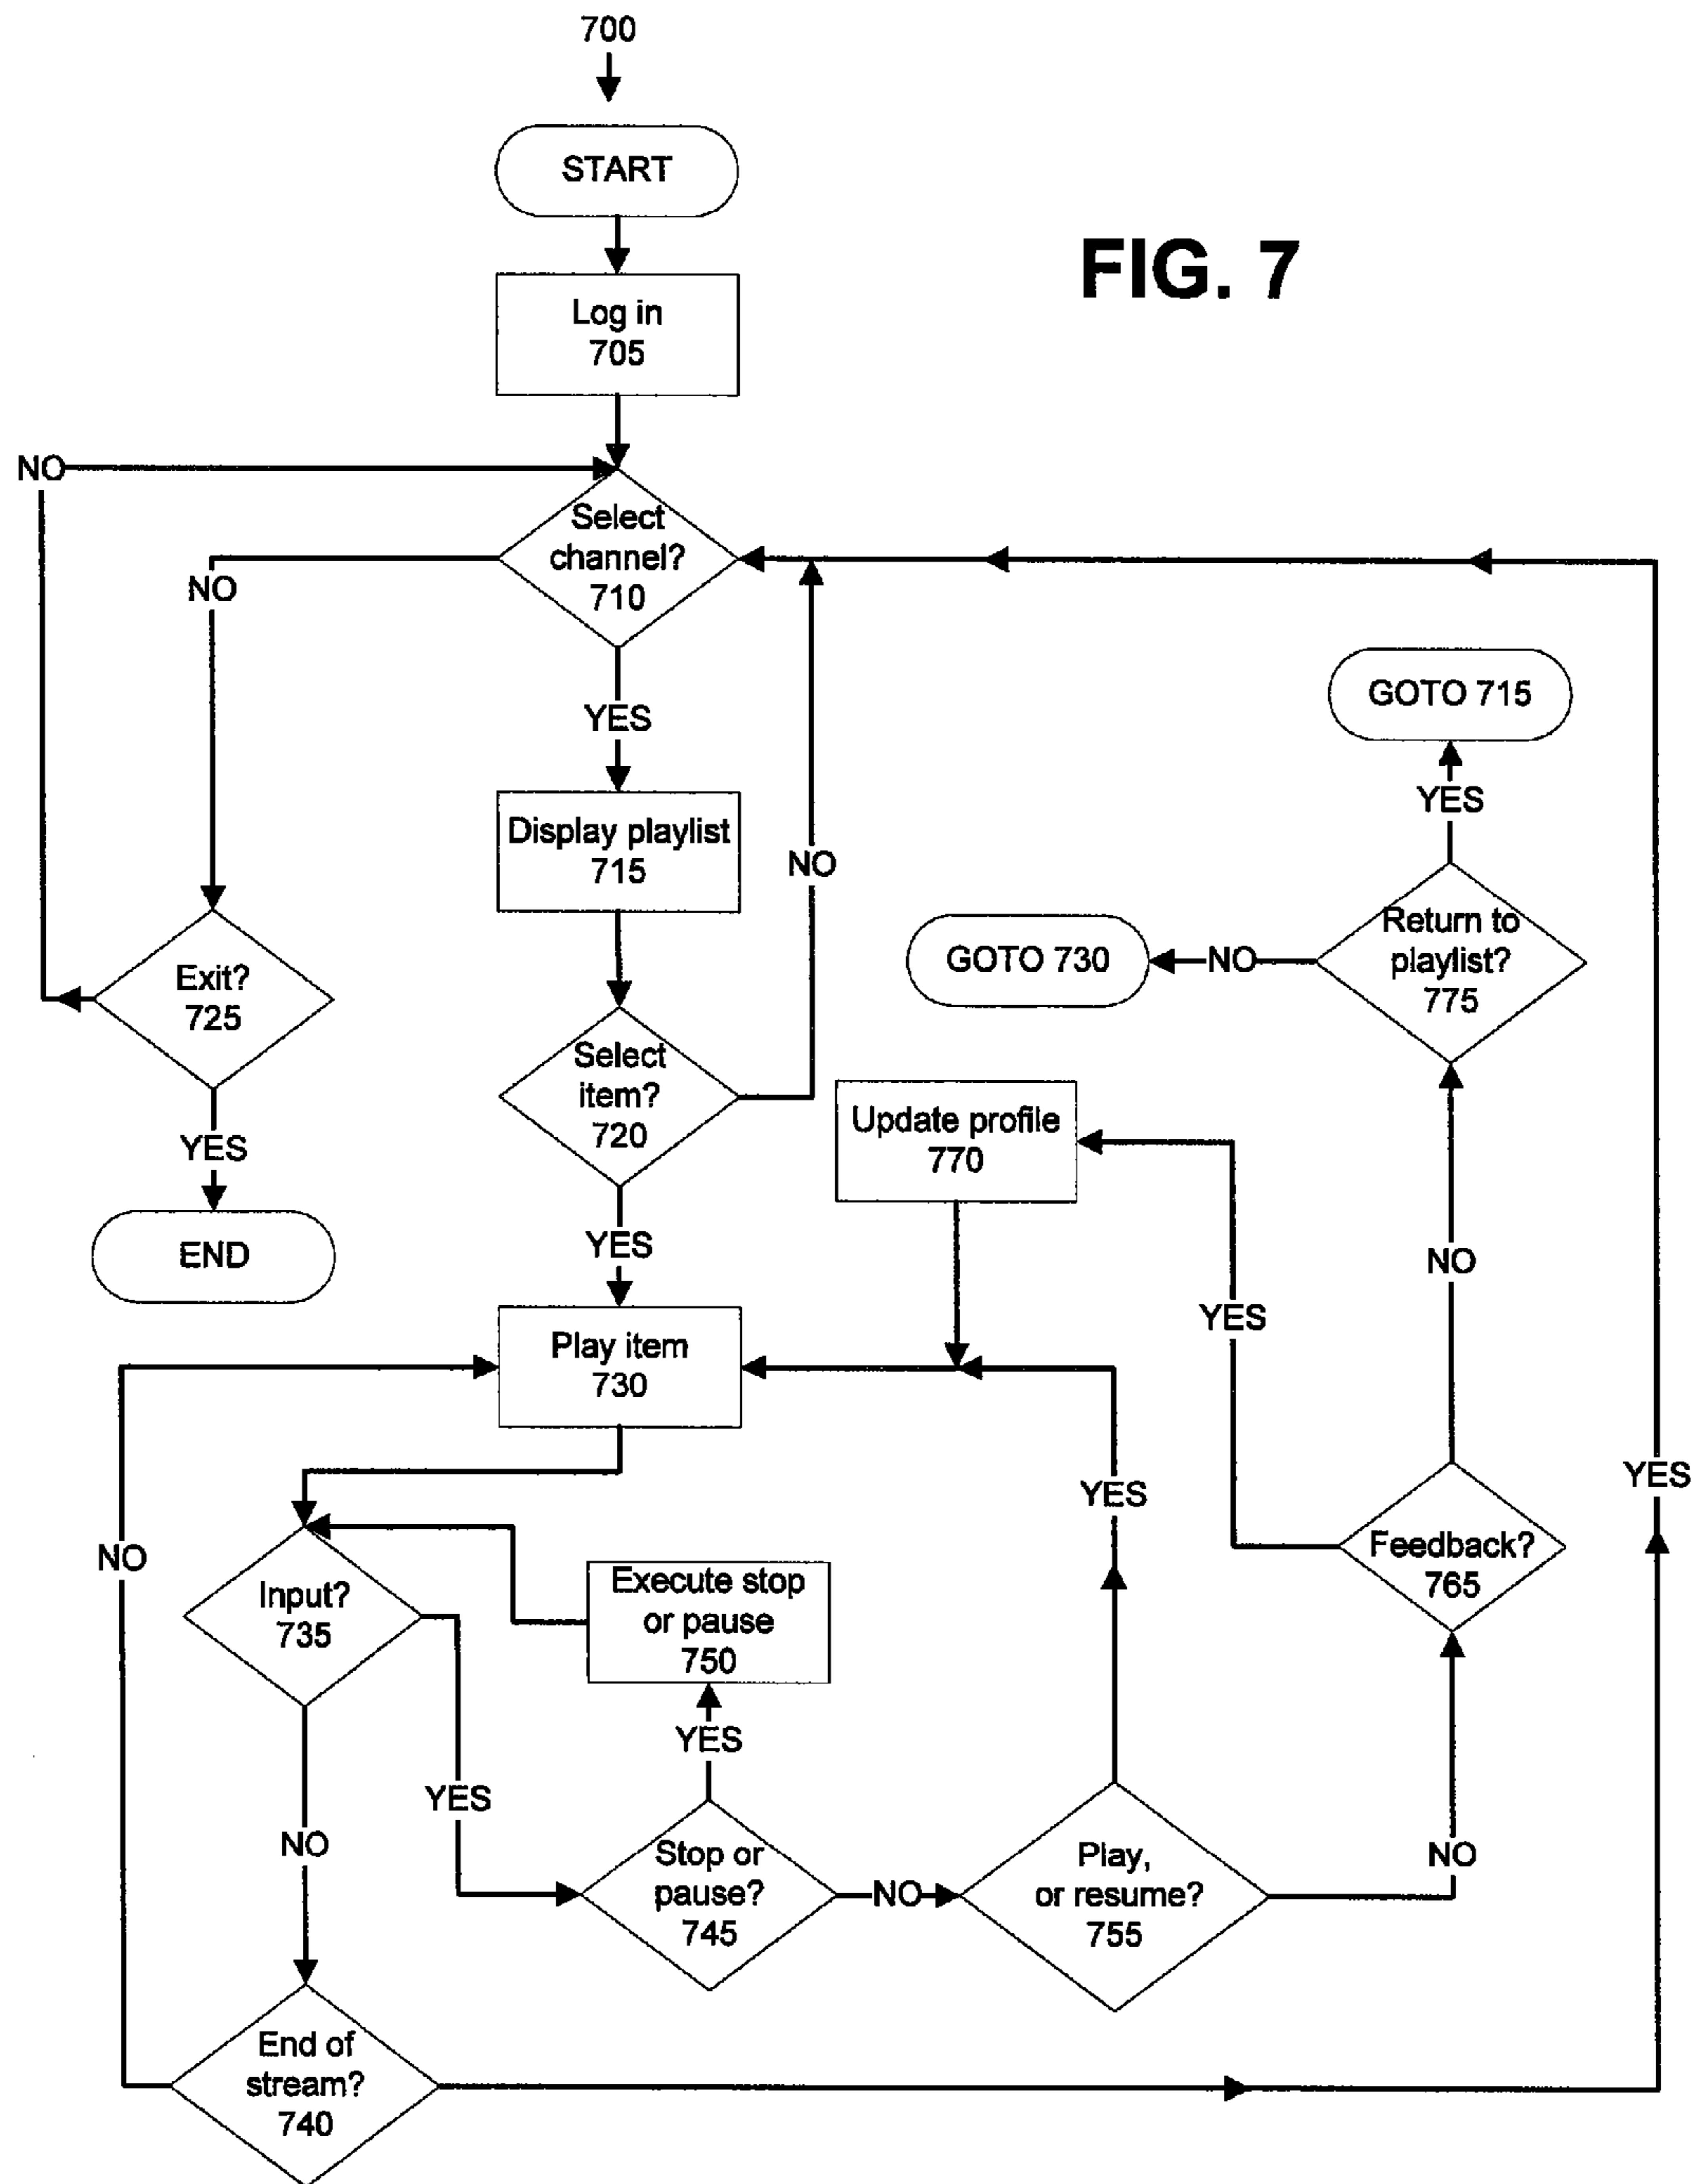 700
START
FIG. 7
Log in
705
NO
Select
channel?
710
NO
YES
GOTO 715
YES
Display playlist
715
NO
Return to
playlist?
775
GOTO 730
NO
Exit?
725
Select
item?
720
Update profile
770
YES
YES
END
NO
YES
Play item
730
YES
YES
NO
Feedback?
765
Input?
735
Execute stop
or pause
750
YES
YES
NO
Stop or
pause?
745
NO
Play,
or resume?
755
NO
End of
stream?
740